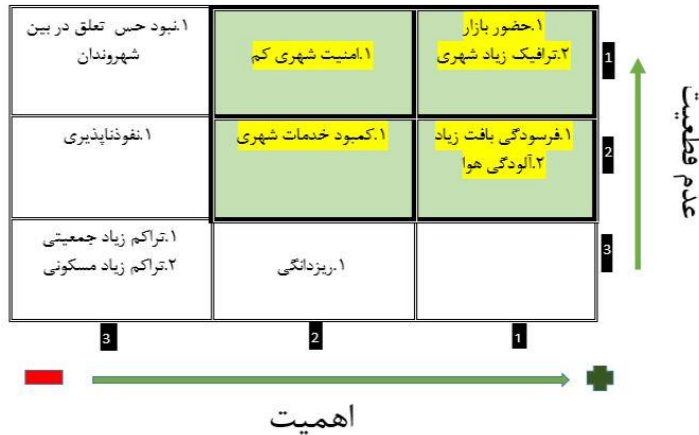 ۱.حضور بازار
۲.ترافیک زیاد شهری
۱.امنیت شهری کم
۱.نبود حس تعلق در بین
شهروندان
1
۱.فرسودگی بافت زیاد
۲.آلودگی هوا
۱.کمبود خدمات شهری
۱.نفوذناپذیری
2
۱.ریزدانگی
۱.تراکم زیاد جمعیتی
۲.تراکم زیاد مسکونی
3
عدم قطعیت
1
2
3
اهمیت